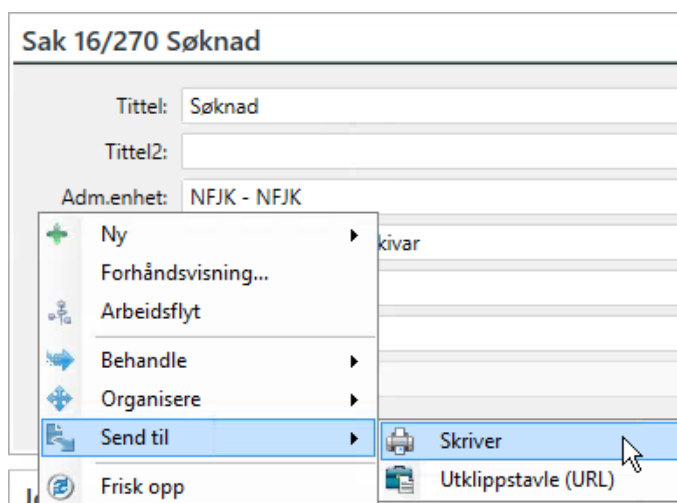 Sak 16/270 Søknad
Tittel: Søknad
Tittel2:
Adm.enhet: NFJK - NFJK
kivar
Ny
Forhåndsvisning...
Arbeidsflyt
Behandle
Organisere
Send til
Skriver
Utklippstavle (URL)
Frisk opp